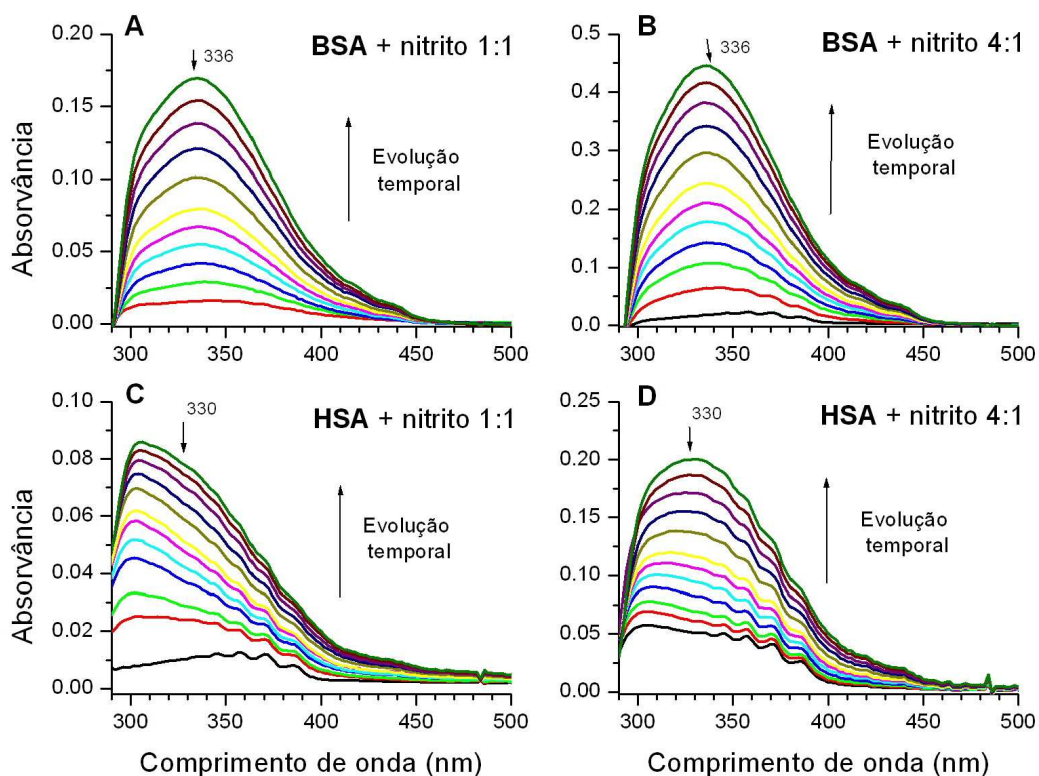 A
BSA + nitrito 1:1
336
Evolução
temporal
Absorvância
0.20
0.15
0.10
0.05
0.00
300
350
400
450
500
B
BSA + nitrito 4:1
336
Evolução
temporal
0.5
0.4
0.3
0.2
0.1
0.0
300
350
400
450
500
C
HSA + nitrito 1:1
330
Evolução
temporal
Absorvância
0.10
0.08
0.06
0.04
0.02
0.00
300
350
400
450
500
Comprimento de onda (nm)
D
HSA + nitrito 4:1
330
Evolução
temporal
0.25
0.20
0.15
0.10
0.05
0.00
300
350
400
450
500
Comprimento de onda (nm)